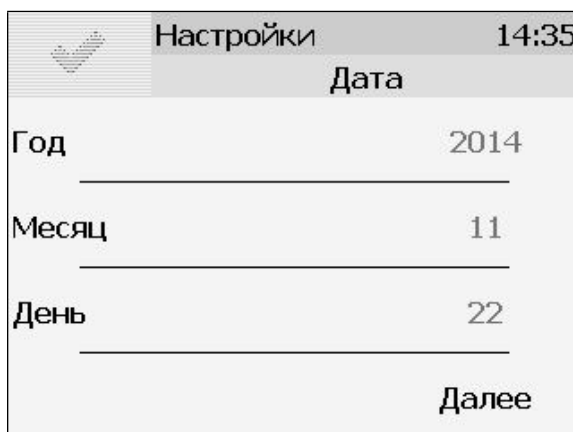 Настройки 14:35
Дата
Год 2014
Месяц 11
День 22
Далее